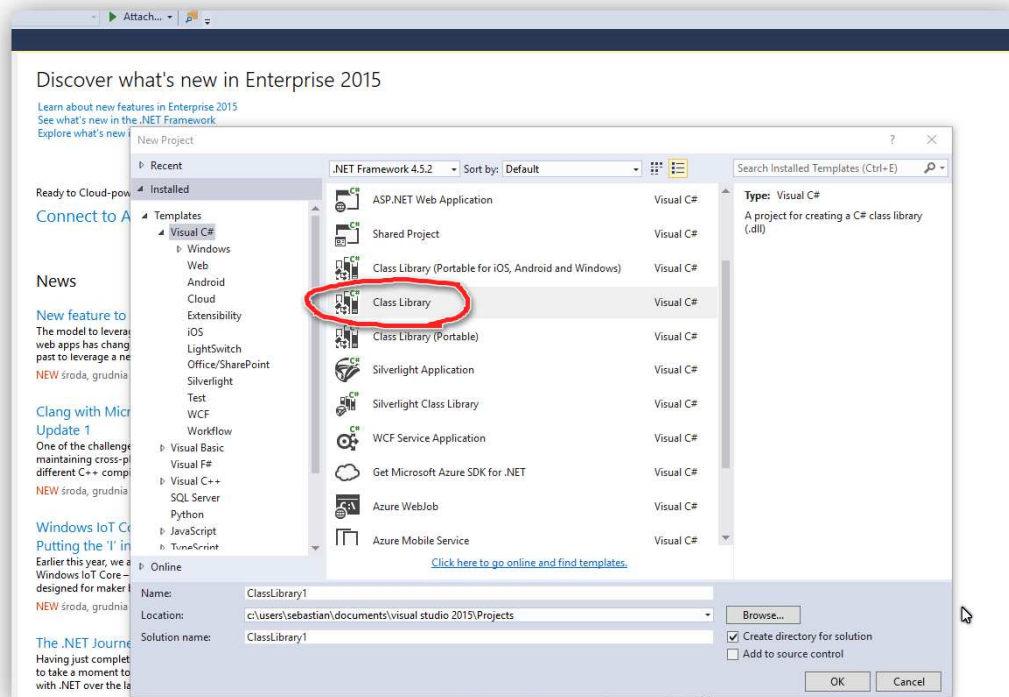 Attach...
Discover what's new in Enterprise 2015
Learn about new features in Enterprise 2015
See what's new in the .NET Framework
Explore what's new
Ready to Cloud-pow
Connect to A
News
New feature to
The model to leverag
web apps has chang
past to leverage a ne
NEW środa, grudnia
Clang with Micr
Update 1
One of the challenge
maintaining cross-pl
different C++ compi
NEW środa, grudnia
Windows IoT Co
Putting the 'I' in
Earlier this year, we a
Windows IoT Core –
designed for maker
NEW środa, grudnia
The .NET Journe
Having just complet
to take a moment to
with .NET over the la
New Project
?
Recent
Installed
Templates
Visual C#
Windows
Web
Android
Cloud
Extensibility
iOS
LightSwitch
Office/SharePoint
Silverlight
Test
WCF
Workflow
Visual Basic
Visual F#
Visual C++
SQL Server
Python
JavaScript
TypeScript
Online
.NET Framework 4.5.2 Sort by: Default
ASP.NET Web Application Visual C#
Shared Project Visual C#
Class Library (Portable for iOS, Android and Windows) Visual C#
Class Library Visual C#
Class Library (Portable) Visual C#
Silverlight Application Visual C#
Silverlight Class Library Visual C#
WCF Service Application Visual C#
Get Microsoft Azure SDK for .NET Visual C#
Azure WebJob Visual C#
Azure Mobile Service Visual C#
Click here to go online and find templates.
Search Installed Templates (Ctrl+E)
Type: Visual C#
A project for creating a C# class library
(.dll)
Name: ClassLibrary1
Location: c:\users\sebastian\documents\visual studio 2015\Projects
Browse...
Solution name: ClassLibrary1
Create directory for solution
Add to source control
OK Cancel